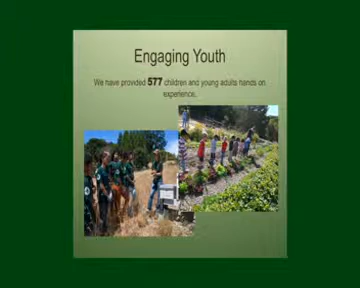 Engaging Youth
We have provided 577 children and young adults hands on
experience.